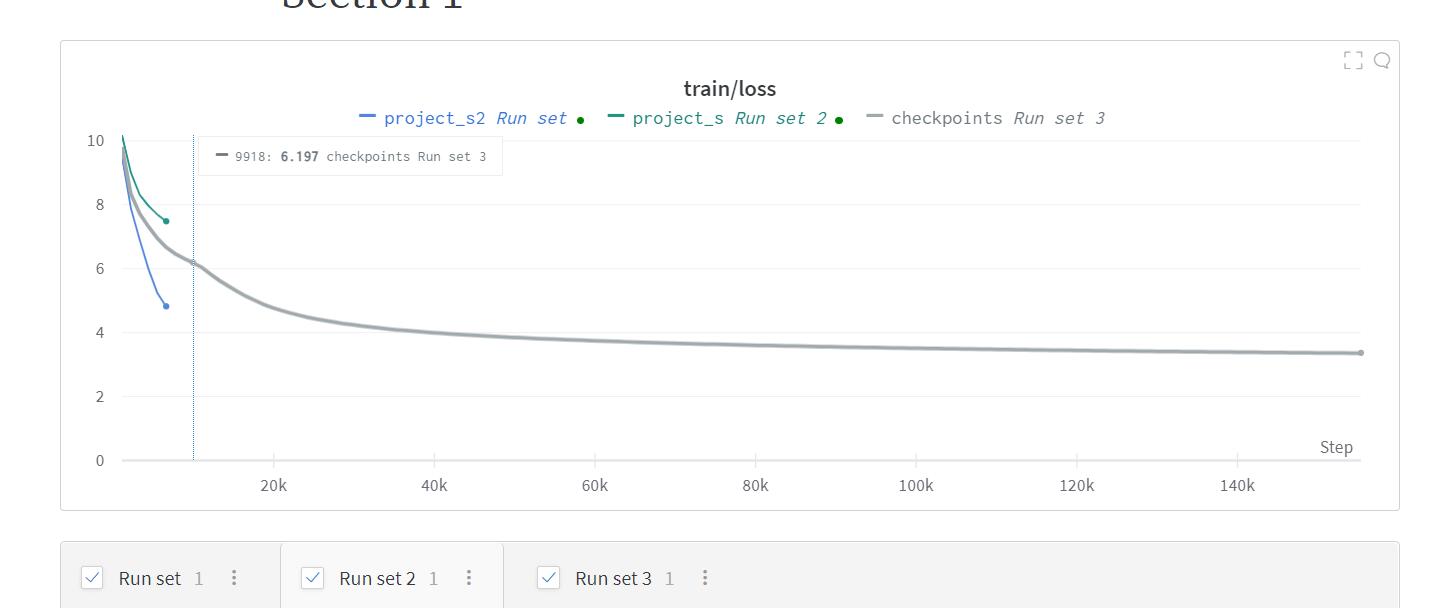 Section 1
train/loss
project_s2 Run set project_s Run set 2 checkpoints Run set 3
10
9918: 6.197 checkpoints Run set 3
8
6
4
2
Step
0
20k 40k 60k 80k 100k 120k 140k
Run set 1 Run set 2 1 Run set 3 1